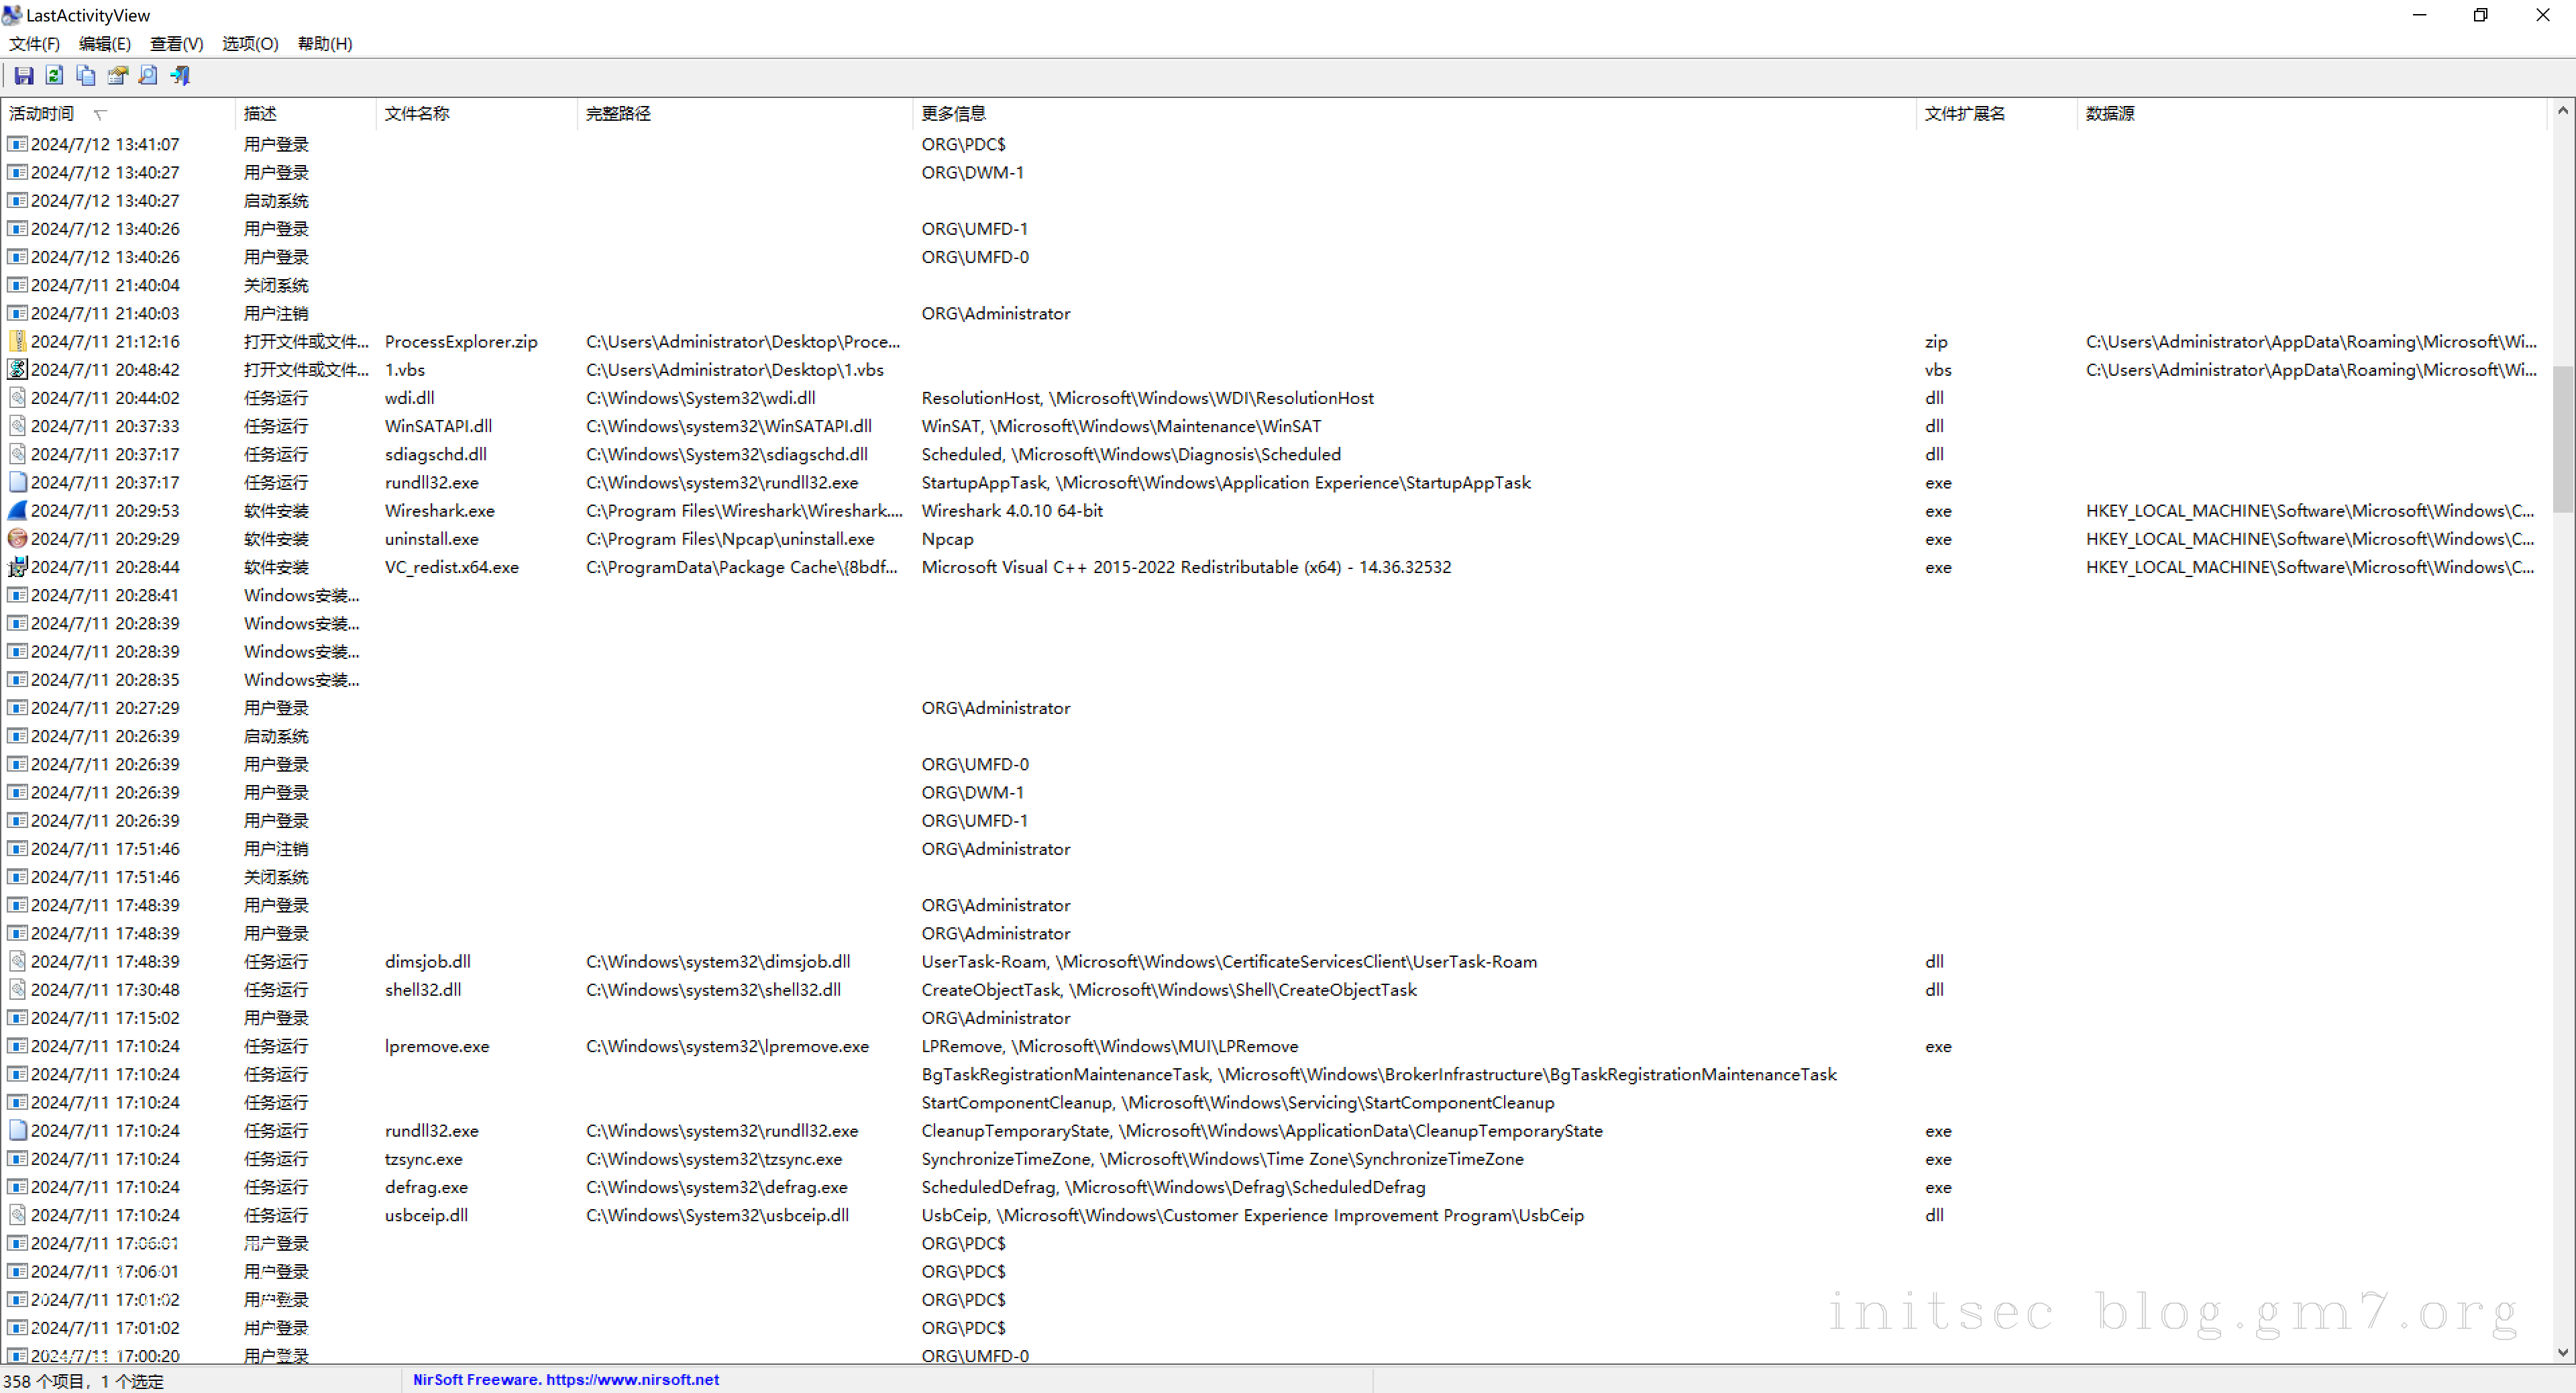 LastActivityView
文件(F) 编辑(E) 查看(V) 选项(O) 帮助(H)
活动时间 描述 文件名称 完整路径 更多信息 文件扩展名 数据源
2024/7/12 13:41:07 用户登录 ORG\PDC$
2024/7/12 13:40:27 用户登录 ORG\DWM-1
2024/7/12 13:40:27 启动系统
2024/7/12 13:40:26 用户登录 ORG\UMFD-1
2024/7/12 13:40:26 用户登录 ORG\UMFD-0
2024/7/11 21:40:04 关闭系统
2024/7/11 21:40:03 用户注销 ORG\Administrator
2024/7/11 21:12:16 打开文件或文件... ProcessExplorer.zip C:\Users\Administrator\Desktop\Proce... zip C:\Users\Administrator\AppData\Roaming\Microsoft\Wi...
2024/7/11 20:48:42 打开文件或文件... 1.vbs C:\Users\Administrator\Desktop\1.vbs vbs C:\Users\Administrator\AppData\Roaming\Microsoft\Wi...
2024/7/11 20:44:02 任务运行 wdi.dll C:\Windows\System32\wdi.dll ResolutionHost, \Microsoft\Windows\WDI\ResolutionHost dll
2024/7/11 20:37:33 任务运行 WinSATAPI.dll C:\Windows\system32\WinSATAPI.dll WinSAT, \Microsoft\Windows\Maintenance\WinSAT dll
2024/7/11 20:37:17 任务运行 sdiagschd.dll C:\Windows\System32\sdiagschd.dll Scheduled, \Microsoft\Windows\Diagnosis\Scheduled dll
2024/7/11 20:37:17 任务运行 rundll32.exe C:\Windows\system32\rundll32.exe StartupAppTask, \Microsoft\Windows\Application Experience\StartupAppTask exe
2024/7/11 20:29:53 软件安装 Wireshark.exe C:\Program Files\Wireshark\Wireshark.... Wireshark 4.0.10 64-bit exe HKEY_LOCAL_MACHINE\Software\Microsoft\Windows\C...
2024/7/11 20:29:29 软件安装 uninstall.exe C:\Program Files\Npcap\uninstall.exe Npcap exe HKEY_LOCAL_MACHINE\Software\Microsoft\Windows\C...
2024/7/11 20:28:44 软件安装 VC_redist.x64.exe C:\ProgramData\Package Cache\{8bdf... Microsoft Visual C++ 2015-2022 Redistributable (x64) - 14.36.32532 exe HKEY_LOCAL_MACHINE\Software\Microsoft\Windows\C...
2024/7/11 20:28:41 Windows安装...
2024/7/11 20:28:39 Windows安装...
2024/7/11 20:28:39 Windows安装...
2024/7/11 20:28:35 Windows安装...
2024/7/11 20:27:29 用户登录 ORG\Administrator
2024/7/11 20:26:39 启动系统
2024/7/11 20:26:39 用户登录 ORG\UMFD-0
2024/7/11 20:26:39 用户登录 ORG\DWM-1
2024/7/11 20:26:39 用户登录 ORG\UMFD-1
2024/7/11 17:51:46 用户注销 ORG\Administrator
2024/7/11 17:51:46 关闭系统
2024/7/11 17:48:39 用户登录 ORG\Administrator
2024/7/11 17:48:39 用户登录 ORG\Administrator
2024/7/11 17:48:39 任务运行 dimsjob.dll C:\Windows\system32\dimsjob.dll UserTask-Roam, \Microsoft\Windows\CertificateServicesClient\UserTask-Roam dll
2024/7/11 17:30:48 任务运行 shell32.dll C:\Windows\system32\shell32.dll CreateObjectTask, \Microsoft\Windows\Shell\CreateObjectTask dll
2024/7/11 17:15:02 用户登录 ORG\Administrator
2024/7/11 17:10:24 任务运行 lpremove.exe C:\Windows\system32\lpremove.exe LPRemove, \Microsoft\Windows\MUI\LPRemove exe
2024/7/11 17:10:24 任务运行 BgTaskRegistrationMaintenanceTask, \Microsoft\Windows\BrokerInfrastructure\BgTaskRegistrationMaintenanceTask
2024/7/11 17:10:24 任务运行 StartComponentCleanup, \Microsoft\Windows\Servicing\StartComponentCleanup
2024/7/11 17:10:24 任务运行 rundll32.exe C:\Windows\system32\rundll32.exe CleanupTemporaryState, \Microsoft\Windows\ApplicationData\CleanupTemporaryState exe
2024/7/11 17:10:24 任务运行 tzsync.exe C:\Windows\system32\tzsync.exe SynchronizeTimeZone, \Microsoft\Windows\Time Zone\SynchronizeTimeZone exe
2024/7/11 17:10:24 任务运行 defrag.exe C:\Windows\system32\defrag.exe ScheduledDefrag, \Microsoft\Windows\Defrag\ScheduledDefrag exe
2024/7/11 17:10:24 任务运行 usbceip.dll C:\Windows\System32\usbceip.dll UsbCeip, \Microsoft\Windows\Customer Experience Improvement Program\UsbCeip dll
2024/7/11 17:06:01 用户登录 ORG\PDC$
2024/7/11 17:06:01 用户登录 ORG\PDC$
2024/7/11 17:01:02 用户登录 ORG\PDC$
2024/7/11 17:01:02 用户登录 ORG\PDC$
2024/7/11 17:00:20 用户登录 ORG\UMFD-0
initsec blog.gm7.org
358 个项目, 1 个选定 NirSoft Freeware. https://www.nirsoft.net